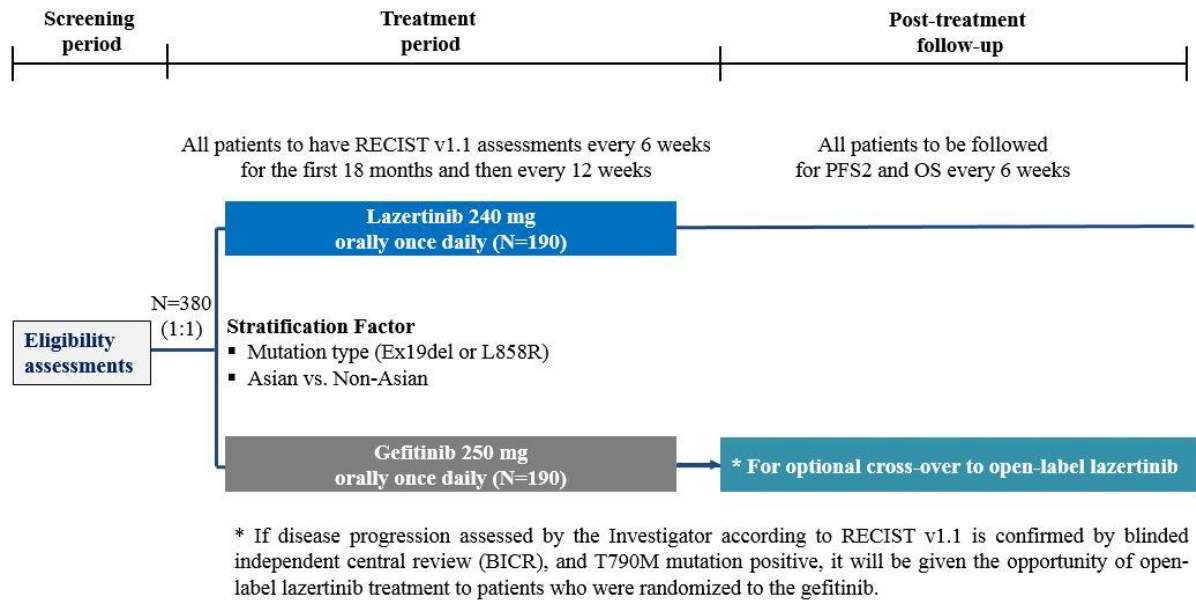 Screening
period
Treatment
period
Post-treatment
follow-up
All patients to have RECIST v1.1 assessments every 6 weeks
for the first 18 months and then every 12 weeks
All patients to be followed
for PFS2 and OS every 6 weeks
Lazertinib 240 mg
orally once daily (N=190)
N=380
(1:1)
Eligibility
assessments
Stratification Factor
▪ Mutation type (Ex19del or L858R)
▪ Asian vs. Non-Asian
Gefitinib 250 mg
orally once daily (N=190)
* For optional cross-over to open-label lazertinib
* If disease progression assessed by the Investigator according to RECIST v1.1 is confirmed by blinded
independent central review (BICR), and T790M mutation positive, it will be given the opportunity of open-
label lazertinib treatment to patients who were randomized to the gefitinib.